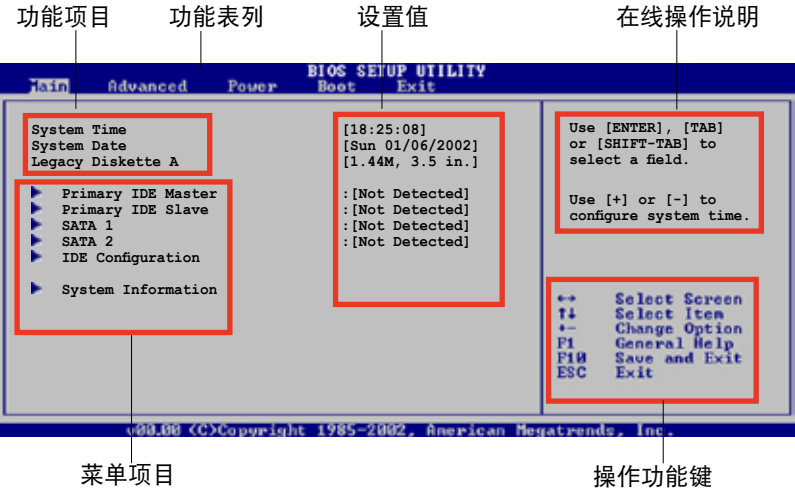 功能项目 功能表列 设置值 在线操作说明
BIOS SETUP UTILITY
Main Advanced Power Boot Exit
System Time [18:25:08]
System Date [Sun 01/06/2002]
Legacy Diskette A [1.44M, 3.5 in.]
Primary IDE Master :[Not Detected]
Primary IDE Slave :[Not Detected]
SATA 1 :[Not Detected]
SATA 2 :[Not Detected]
IDE Configuration
System Information
Use [ENTER], [TAB]
or [SHIFT-TAB] to
select a field.
Use [+] or [-] to
configure system time.
←→ Select Screen
↑↓ Select Item
+- Change Option
F1 General Help
F10 Save and Exit
ESC Exit
v00.00 (C)Copyright 1985-2002, American Megatrends, Inc.
菜单项目 操作功能键